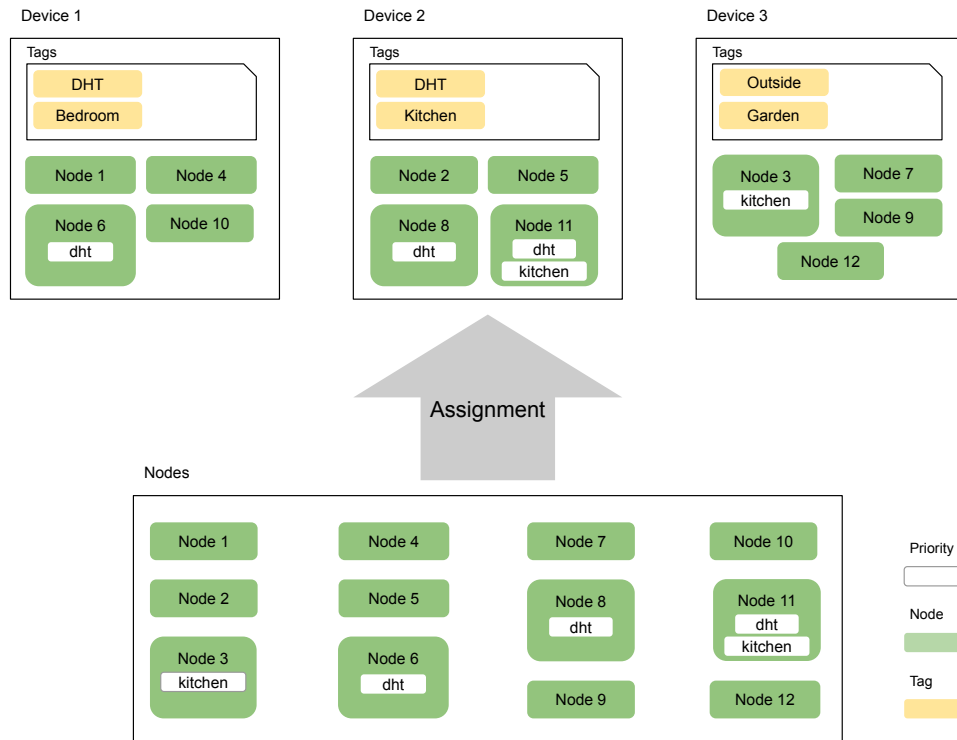 Device 1
Tags
DHT
Bedroom
Node 1
Node 4
Node 6
dht
Node 10
Device 2
Tags
DHT
Kitchen
Node 2
Node 5
Node 8
dht
Node 11
dht
kitchen
Device 3
Tags
Outside
Garden
Node 3
kitchen
Node 7
Node 9
Node 12
Assignment
Nodes
Node 1
Node 4
Node 7
Node 10
Node 2
Node 5
Node 8
dht
Node 11
dht
kitchen
Node 3
kitchen
Node 6
dht
Node 9
Node 12
Priority
Node
Tag